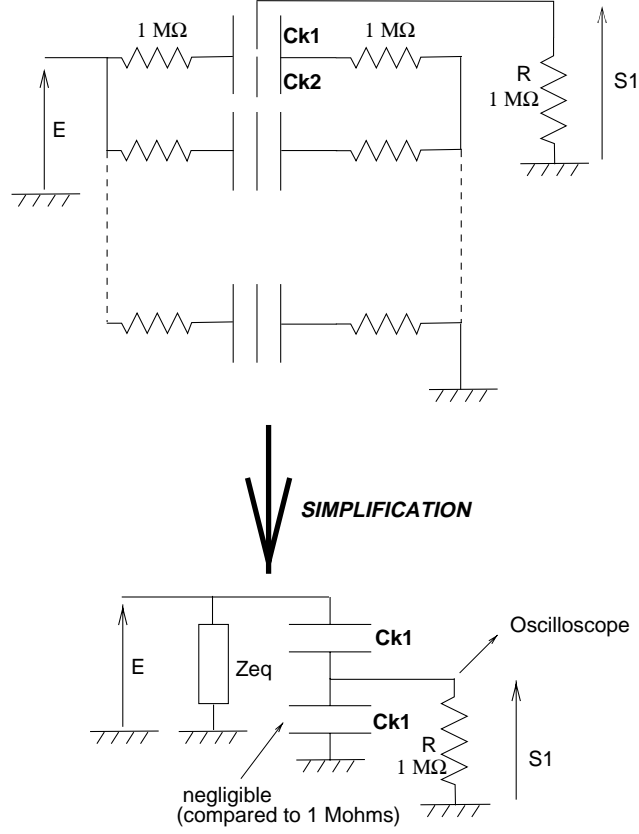 1 MΩ
Ck1
1 MΩ
Ck2
R
1 MΩ
S1
E
SIMPLIFICATION
Oscilloscope
Ck1
E
Zeq
Ck1
R
1 MΩ
S1
negligible
(compared to 1 Mohms)